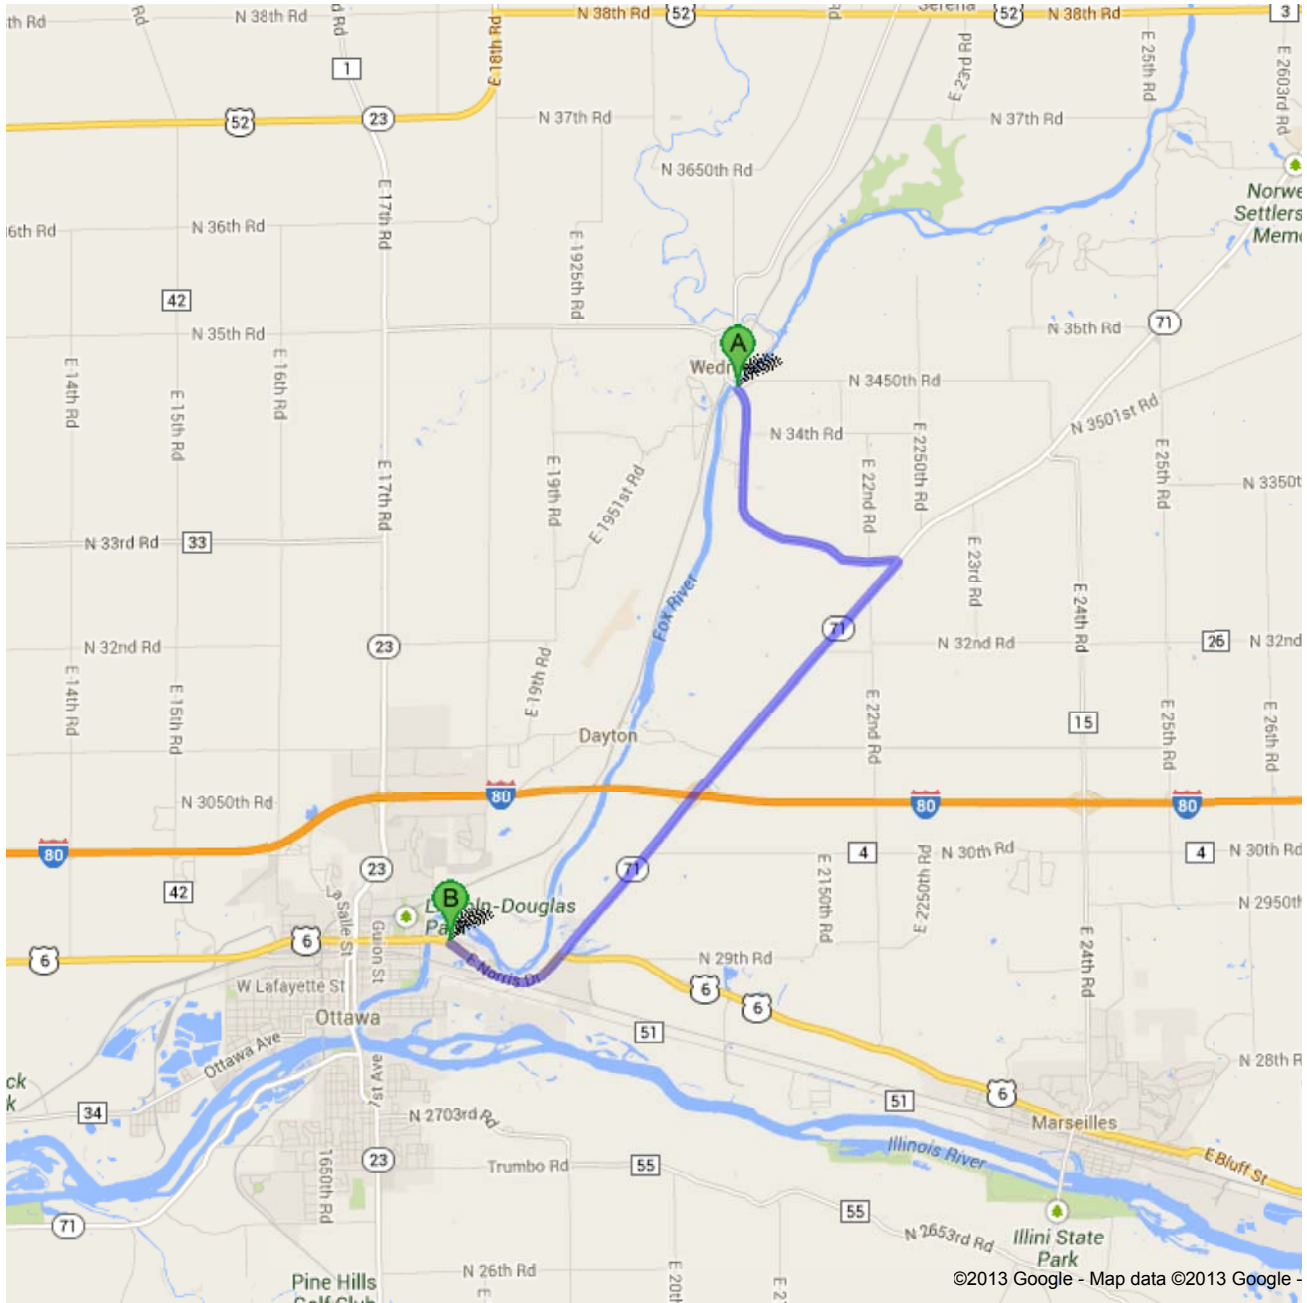 N 38th Rd
N 38th Rd
52
52
N 38th Rd
3
1
E 18th Rd
E 23rd Rd
E 25th Rd
E 2603rd Rd
52
23
N 37th Rd
N 37th Rd
N 3650th Rd
E 17th Rd
N 36th Rd
E 1925th Rd
42
N 35th Rd
N 35th Rd
71
A
E 14th Rd
E 15th Rd
E 16th Rd
N 3450th Rd
N 3501st Rd
N 34th Rd
E 17th Rd
E 19th Rd
E 1951st Rd
E 22nd Rd
E 2250th Rd
E 25th Rd
N 33rd Rd
33
E 23rd Rd
E 24th Rd
Fox River
71
N 32nd Rd
23
N 32nd Rd
26
N 32nd
E 14th Rd
E 15th Rd
E 19th Rd
E 22nd Rd
15
E 25th Rd
E 26th Rd
Dayton
80
N 3050th Rd
80
80
80
23
71
4
N 30th Rd
4
N 30th Rd
42
E 2150th Rd
E 2250th Rd
B
La Salle St
Guion St
6
6
E Norris Dr
N 29th Rd
E 24th Rd
6
6
W Lafayette St
Ottawa
51
Ottawa Ave
34
N 2703rd Rd
51
6
Marseilles
23
Trumbo Rd
55
Illinois River
E Bluff St
1650th Rd
71
55
N 2653rd Rd
Illini State
Park
N 26th Rd
Pine Hills
©2013 Google - Map data ©2013 Google -